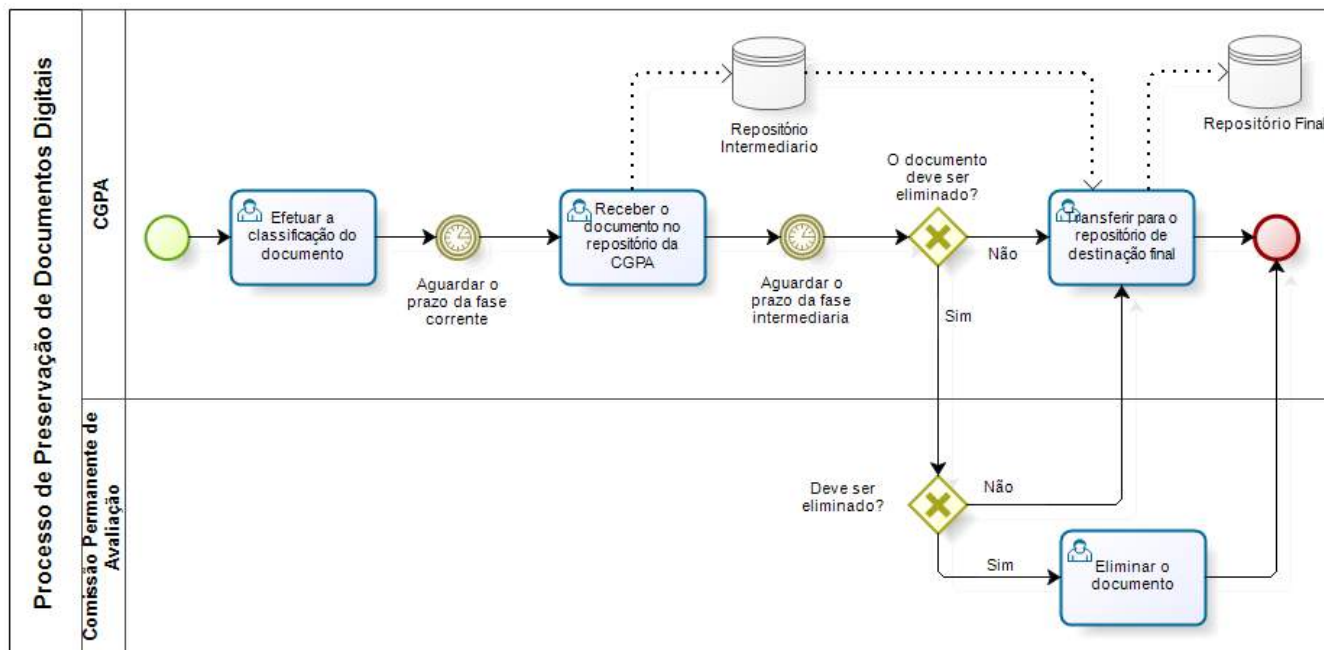 Processo de Preservação de Documentos Digitais
CGPA
Efetuar a
classificação do
documento
Aguardar o
prazo da fase
corrente
Receber o
documento no
repositório da
CGPA
Repositório
Intermediario
Aguardar o
prazo da fase
intermediaria
O documento
deve ser
eliminado?
Não
Sim
Transferir para o
repositório de
destinação final
Repositório Final
Comissão Permanente de
Avaliação
Deve ser
eliminado?
Não
Sim
Eliminar o
documento